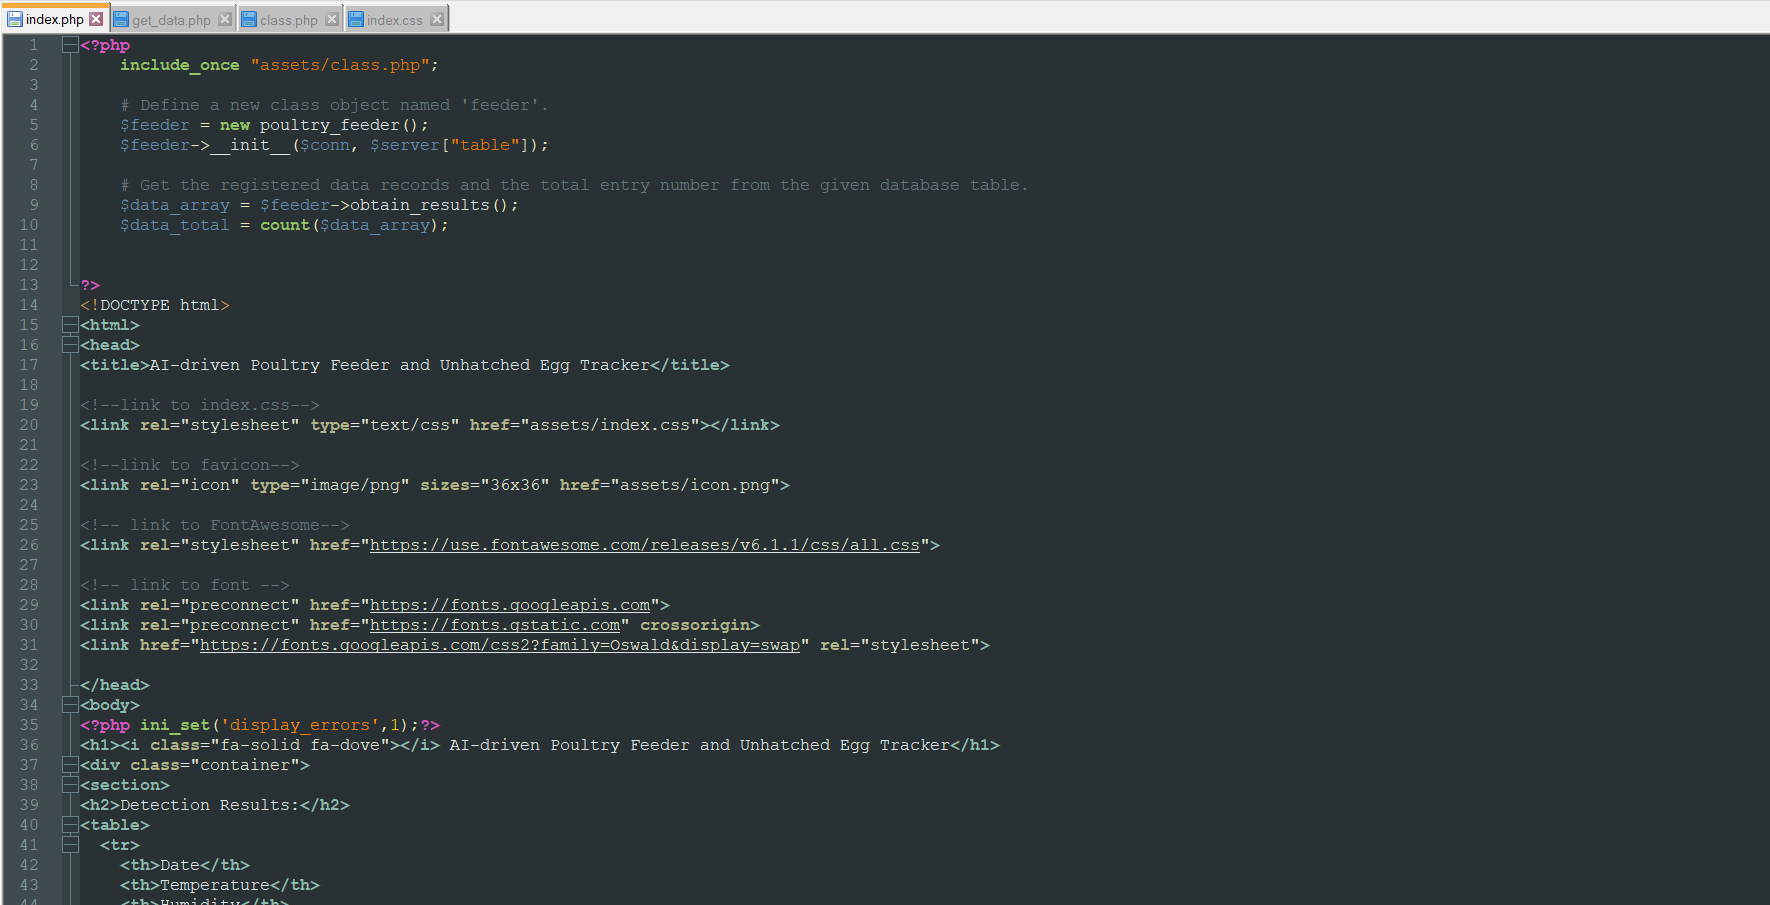 index.php get_data.php class.php index.css
1 <?php
2 include_once "assets/class.php";
3
4 # Define a new class object named 'feeder'.
5 $feeder = new poultry_feeder();
6 $feeder->__init__($conn, $server["table"]);
7
8 # Get the registered data records and the total entry number from the given database table.
9 $data_array = $feeder->obtain_results();
10 $data_total = count($data_array);
11
12
13 ?>
14 <!DOCTYPE html>
15 <html>
16 <head>
17 <title>AI-driven Poultry Feeder and Unhatched Egg Tracker</title>
18
19 <!--link to index.css-->
20 <link rel="stylesheet" type="text/css" href="assets/index.css"></link>
21
22 <!--link to favicon-->
23 <link rel="icon" type="image/png" sizes="36x36" href="assets/icon.png">
24
25 <!-- link to FontAwesome-->
26 <link rel="stylesheet" href="https://use.fontawesome.com/releases/v6.1.1/css/all.css">
27
28 <!-- link to font -->
29 <link rel="preconnect" href="https://fonts.googleapis.com">
30 <link rel="preconnect" href="https://fonts.gstatic.com" crossorigin>
31 <link href="https://fonts.googleapis.com/css2?family=Oswald&display=swap" rel="stylesheet">
32
33 </head>
34 <body>
35 <?php ini_set('display_errors',1);?>
36 <h1><i class="fa-solid fa-dove"></i> AI-driven Poultry Feeder and Unhatched Egg Tracker</h1>
37 <div class="container">
38 <section>
39 <h2>Detection Results:</h2>
40 <table>
41 <tr>
42 <th>Date</th>
43 <th>Temperature</th>
44 <th>Humidity</th>